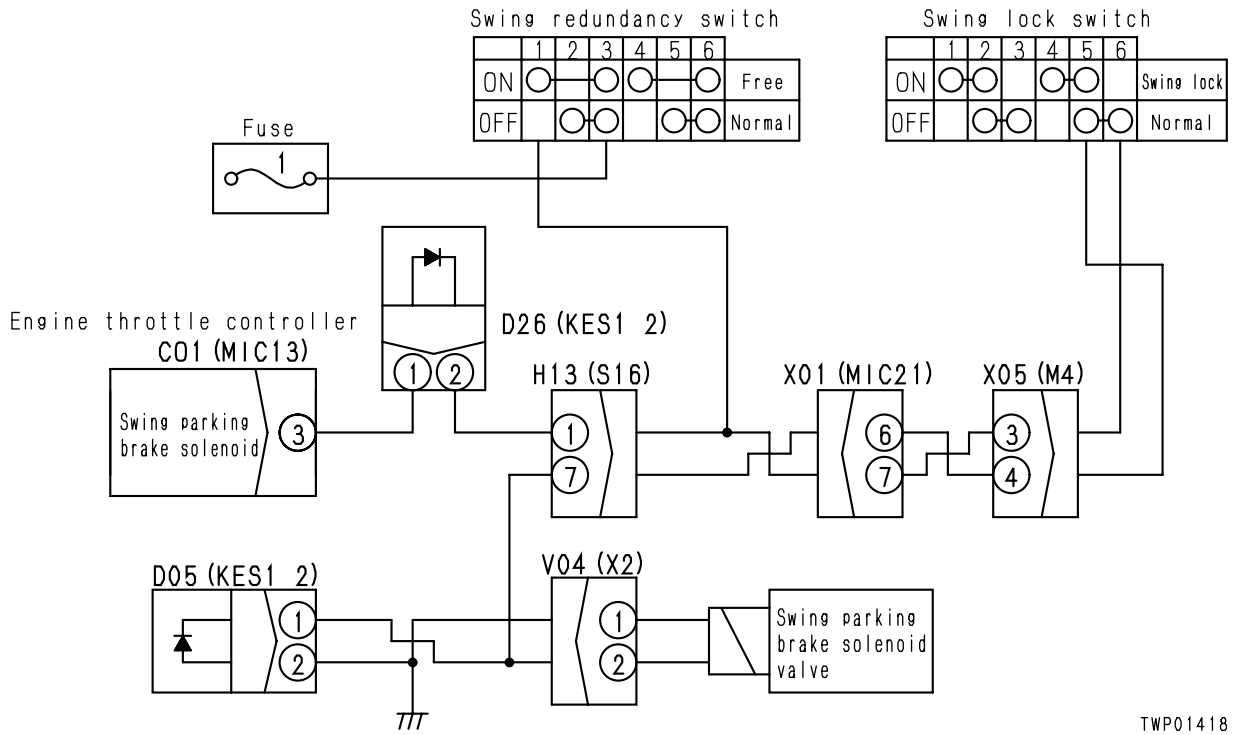 Swing redundancy switch
1 2 3 4 5 6
ON Free
OFF Normal
Swing lock switch
1 2 3 4 5 6
ON Swing lock
OFF Normal
Fuse
1
Engine throttle controller
C01 (MIC13)
Swing parking
brake solenoid
3
D26 (KES1 2)
1 2
H13 (S16)
1
7
X01 (MIC21)
6
7
X05 (M4)
3
4
D05 (KES1 2)
1
2
V04 (X2)
1
2
Swing parking
brake solenoid
valve
TWP01418